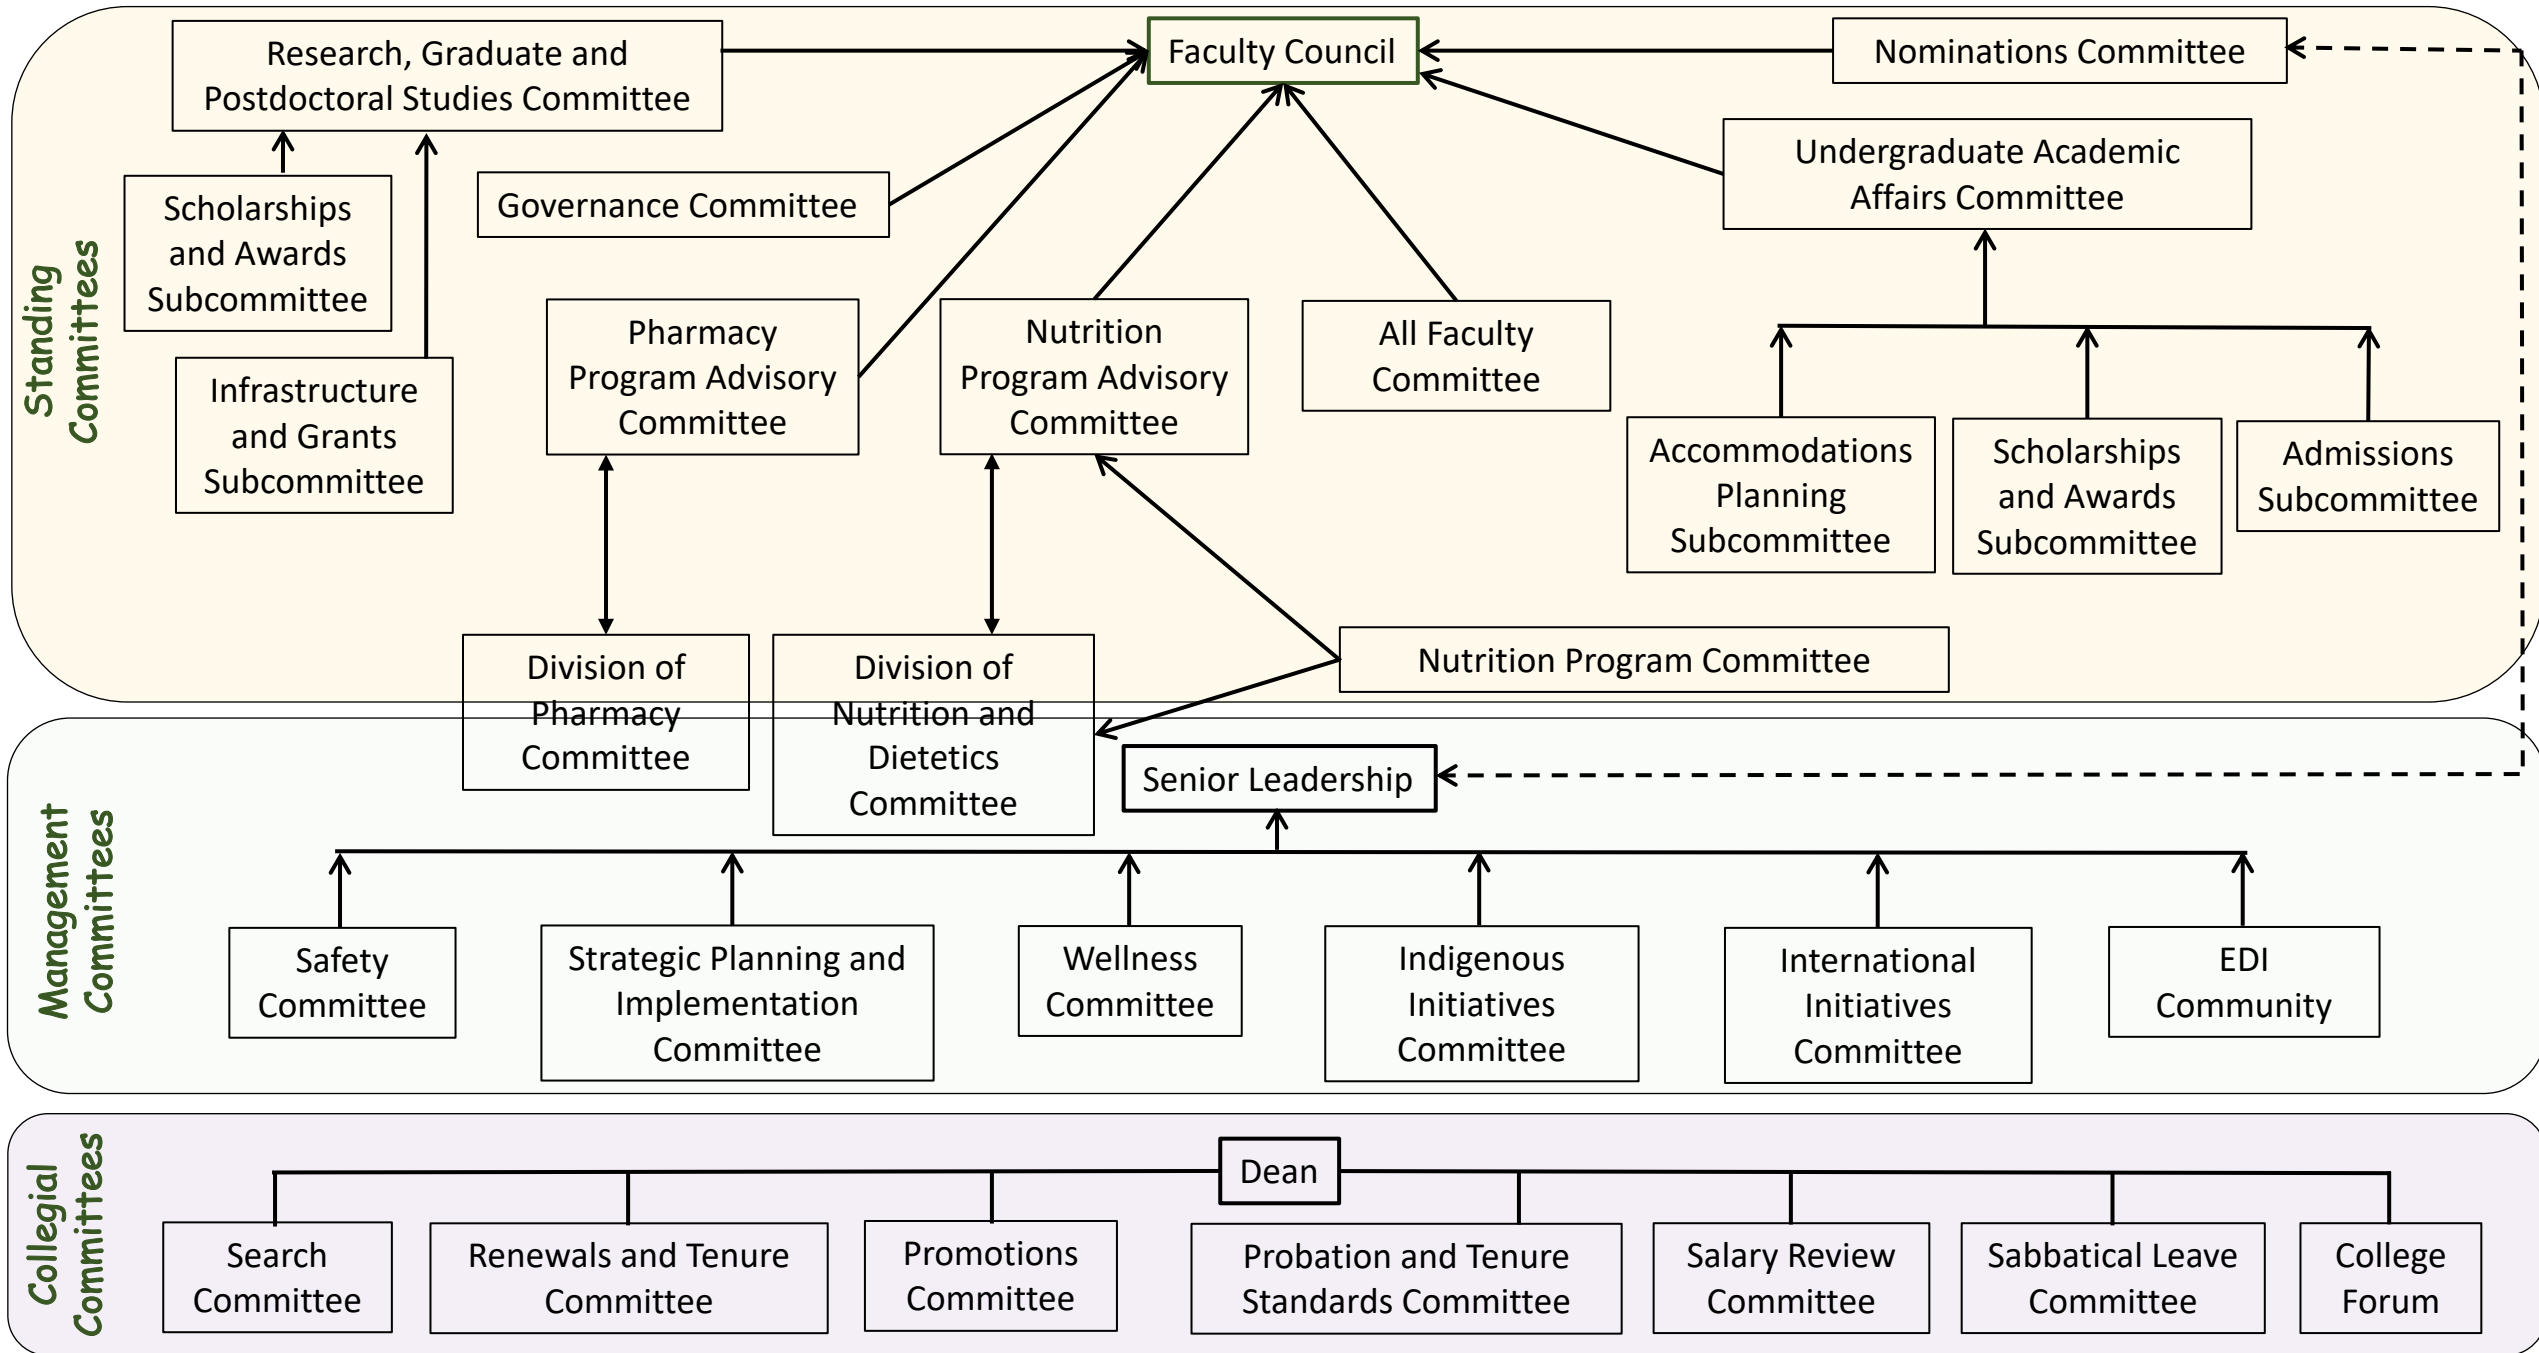 Standing
Committees
Research, Graduate and
Postdoctoral Studies Committee
Faculty Council
Nominations Committee
Undergraduate Academic
Affairs Committee
Scholarships
and Awards
Subcommittee
Governance Committee
Infrastructure
and Grants
Subcommittee
Pharmacy
Program Advisory
Committee
Nutrition
Program Advisory
Committee
All Faculty
Committee
Accommodations
Planning
Subcommittee
Scholarships
and Awards
Subcommittee
Admissions
Subcommittee
Division of
Pharmacy
Committee
Division of
Nutrition and
Dietetics
Committee
Nutrition Program Committee
Management
Committees
Senior Leadership
Safety
Committee
Strategic Planning and
Implementation
Committee
Wellness
Committee
Indigenous
Initiatives
Committee
International
Initiatives
Committee
EDI
Community
Collegial
Committees
Dean
Search
Committee
Renewals and Tenure
Committee
Promotions
Committee
Probation and Tenure
Standards Committee
Salary Review
Committee
Sabbatical Leave
Committee
College
Forum